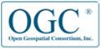 OGC ®
Open Geospatial Consortium, Inc.